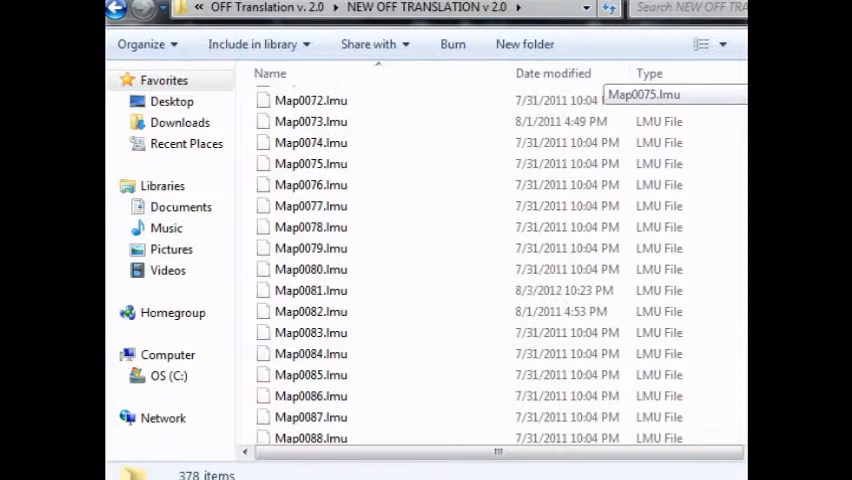 « OFF Translation v. 2.0 ▸ NEW OFF TRANSLATION v 2.0 ▸ Search NEW OFF TRA
Organize Include in library Share with Burn New folder
Name Date modified Type
Map0075.lmu
Favorites
Desktop
Downloads
Recent Places
Libraries
Documents
Music
Pictures
Videos
Homegroup
Computer
OS (C:)
Network
Map0072.lmu 7/31/2011 10:04
Map0073.lmu 8/1/2011 4:49 PM LMU File
Map0074.lmu 7/31/2011 10:04 PM LMU File
Map0075.lmu 7/31/2011 10:04 PM LMU File
Map0076.lmu 7/31/2011 10:04 PM LMU File
Map0077.lmu 7/31/2011 10:04 PM LMU File
Map0078.lmu 7/31/2011 10:04 PM LMU File
Map0079.lmu 7/31/2011 10:04 PM LMU File
Map0080.lmu 7/31/2011 10:04 PM LMU File
Map0081.lmu 8/3/2012 10:23 PM LMU File
Map0082.lmu 8/1/2011 4:53 PM LMU File
Map0083.lmu 7/31/2011 10:04 PM LMU File
Map0084.lmu 7/31/2011 10:04 PM LMU File
Map0085.lmu 7/31/2011 10:04 PM LMU File
Map0086.lmu 7/31/2011 10:04 PM LMU File
Map0087.lmu 7/31/2011 10:04 PM LMU File
Map0088.lmu 7/31/2011 10:04 PM LMU File
378 items